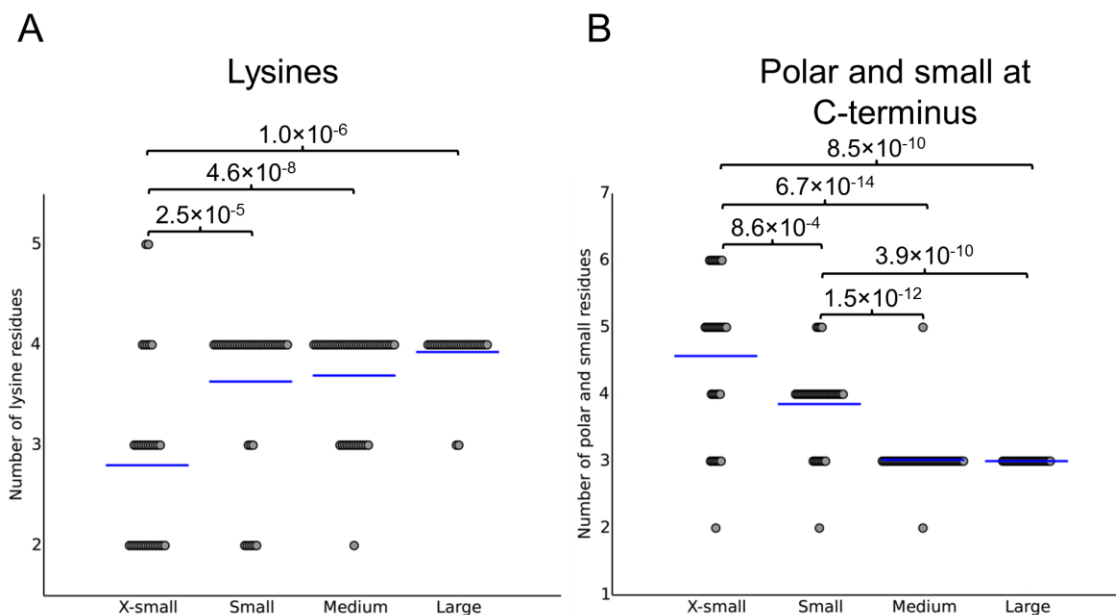 A
Lysines
1.0×10⁻⁶
4.6×10⁻⁸
2.5×10⁻⁵
Number of lysine residues
5
4
3
2
X-small Small Medium Large
B
Polar and small at
C-terminus
8.5×10⁻¹⁰
6.7×10⁻¹⁴
8.6×10⁻⁴
3.9×10⁻¹⁰
1.5×10⁻¹²
Number of polar and small residues
7
6
5
4
3
2
1
X-small Small Medium Large